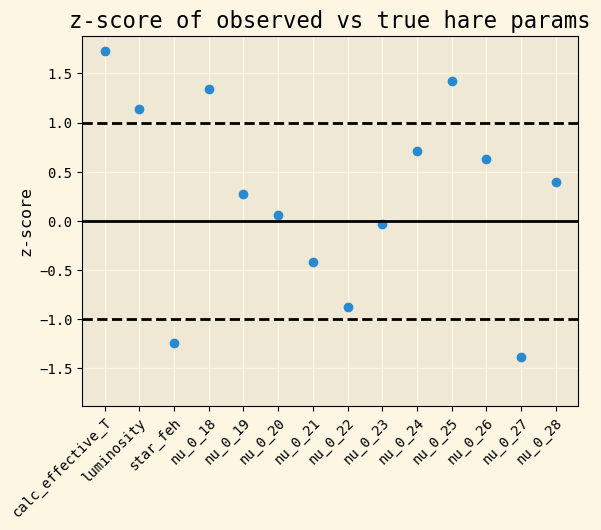 z-score of observed vs true hare params
z-score
1.5
1.0
0.5
0.0
−0.5
−1.0
−1.5
calc_effective_T
luminosity
star_feh
nu_0_18
nu_0_19
nu_0_20
nu_0_21
nu_0_22
nu_0_23
nu_0_24
nu_0_25
nu_0_26
nu_0_27
nu_0_28